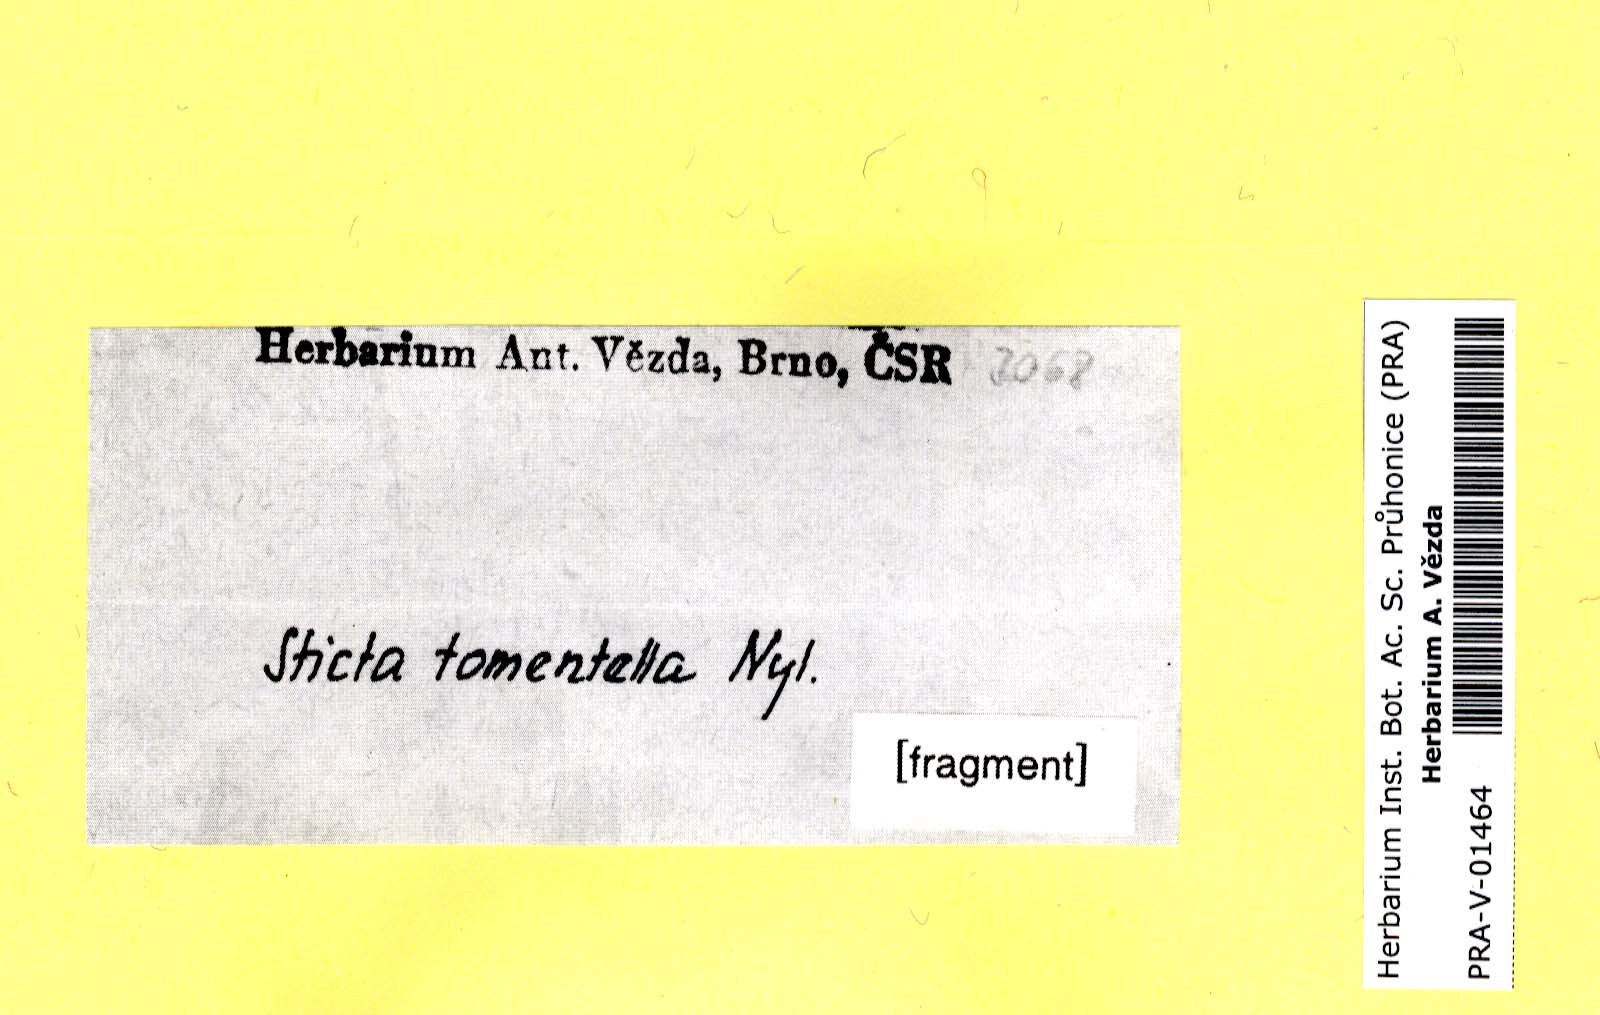 Herbarium Ant. Vězda, Brno, ČSR 2068
Sticta tomentella Nyl.
[fragment]
Herbarium Inst. Bot. Ac. Sc. Průhonice (PRA)
Herbarium A. Vězda
PRA-V-01464